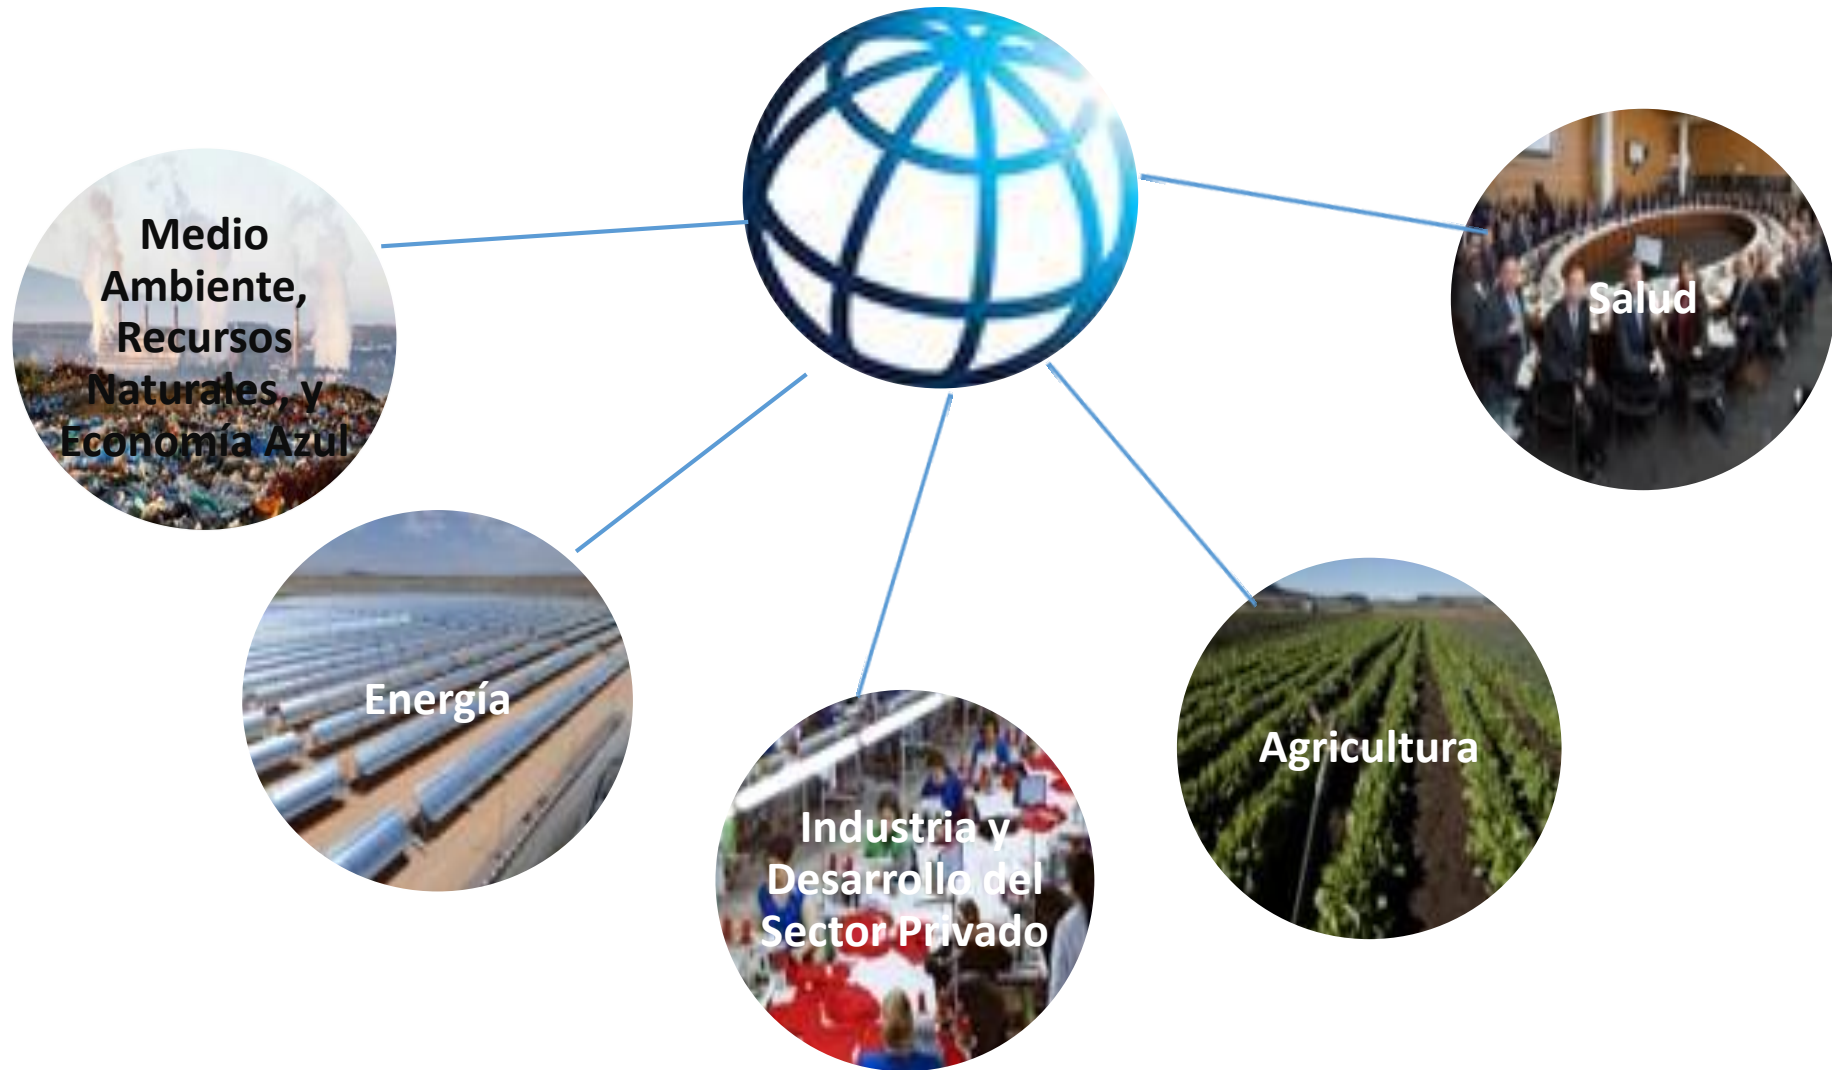 Medio
Ambiente,
Recursos
Naturales, y
Economía Azul
Salud
Energía
Agricultura
Industria y
Desarrollo del
Sector Privado